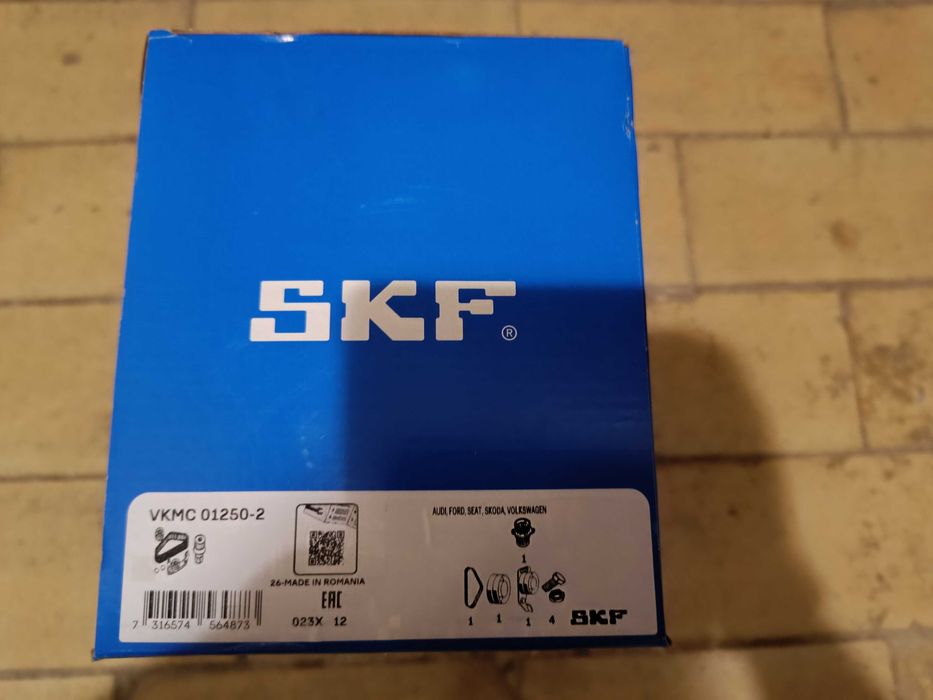 SKF®
VKMC 01250-2
26-MADE IN ROMANIA
EAC
023X 12
7 316574 564873
AUDI, FORD, SEAT, SKODA, VOLKSWAGEN
1
1 1 1 4
SKF